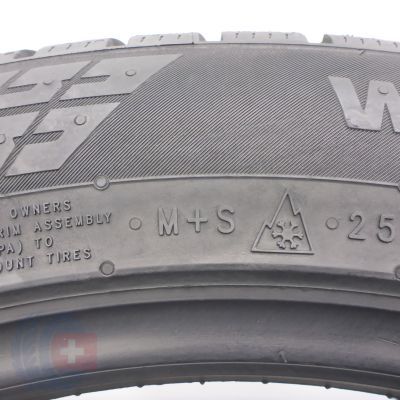 W
OWNERS
RIM ASSEMBLY
PA) TO
OUNT TIRES
· M+S
· 25